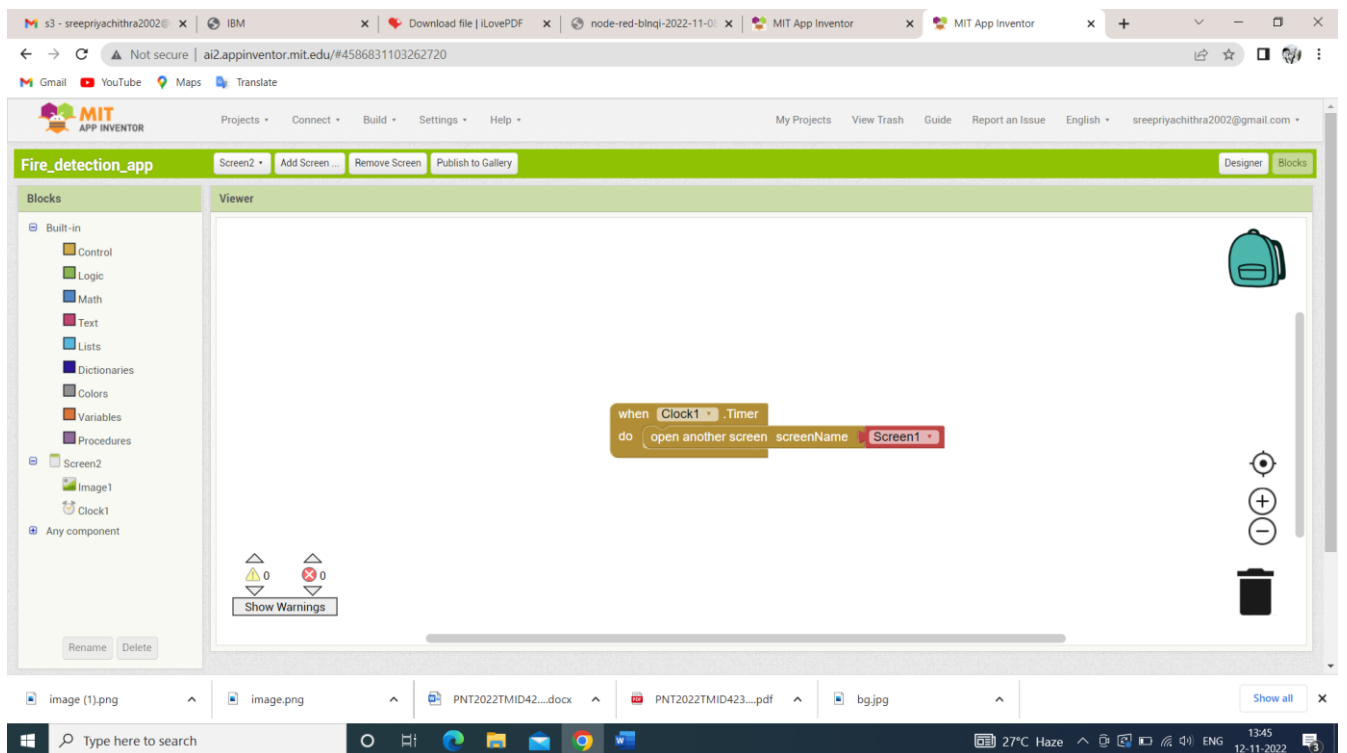 s3 - sreepriyachithra2002@
IBM
Download file | iLovePDF
node-red-blnqi-2022-11-08
MIT App Inventor
MIT App Inventor
Not secure | ai2.appinventor.mit.edu/#4586831103262720
Gmail YouTube Maps Translate
MIT
APP INVENTOR
Projects Connect Build Settings Help My Projects View Trash Guide Report an Issue English sreepriyachithra2002@gmail.com
Fire_detection_app Screen2 Add Screen ... Remove Screen Publish to Gallery Designer Blocks
Blocks Viewer
Built-in
Control
Logic
Math
Text
Lists
Dictionaries
Colors
Variables
Procedures
Screen2
Image1
Clock1
Any component
when Clock1 .Timer
do open another screen screenName Screen1
0 0
Show Warnings
Rename Delete
image (1).png image.png PNT2022TMID42....docx PNT2022TMID423....pdf bg.jpg Show all
Type here to search 27°C Haze ENG 13:45
12-11-2022 3